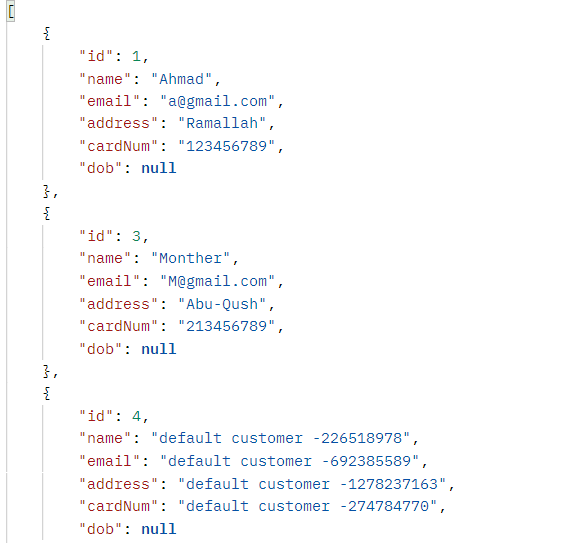 [
{
"id": 1,
"name": "Ahmad",
"email": "a@gmail.com",
"address": "Ramallah",
"cardNum": "123456789",
"dob": null
},
{
"id": 3,
"name": "Monther",
"email": "M@gmail.com",
"address": "Abu-Qush",
"cardNum": "213456789",
"dob": null
},
{
"id": 4,
"name": "default customer -226518978",
"email": "default customer -692385589",
"address": "default customer -1278237163",
"cardNum": "default customer -274784770",
"dob": null